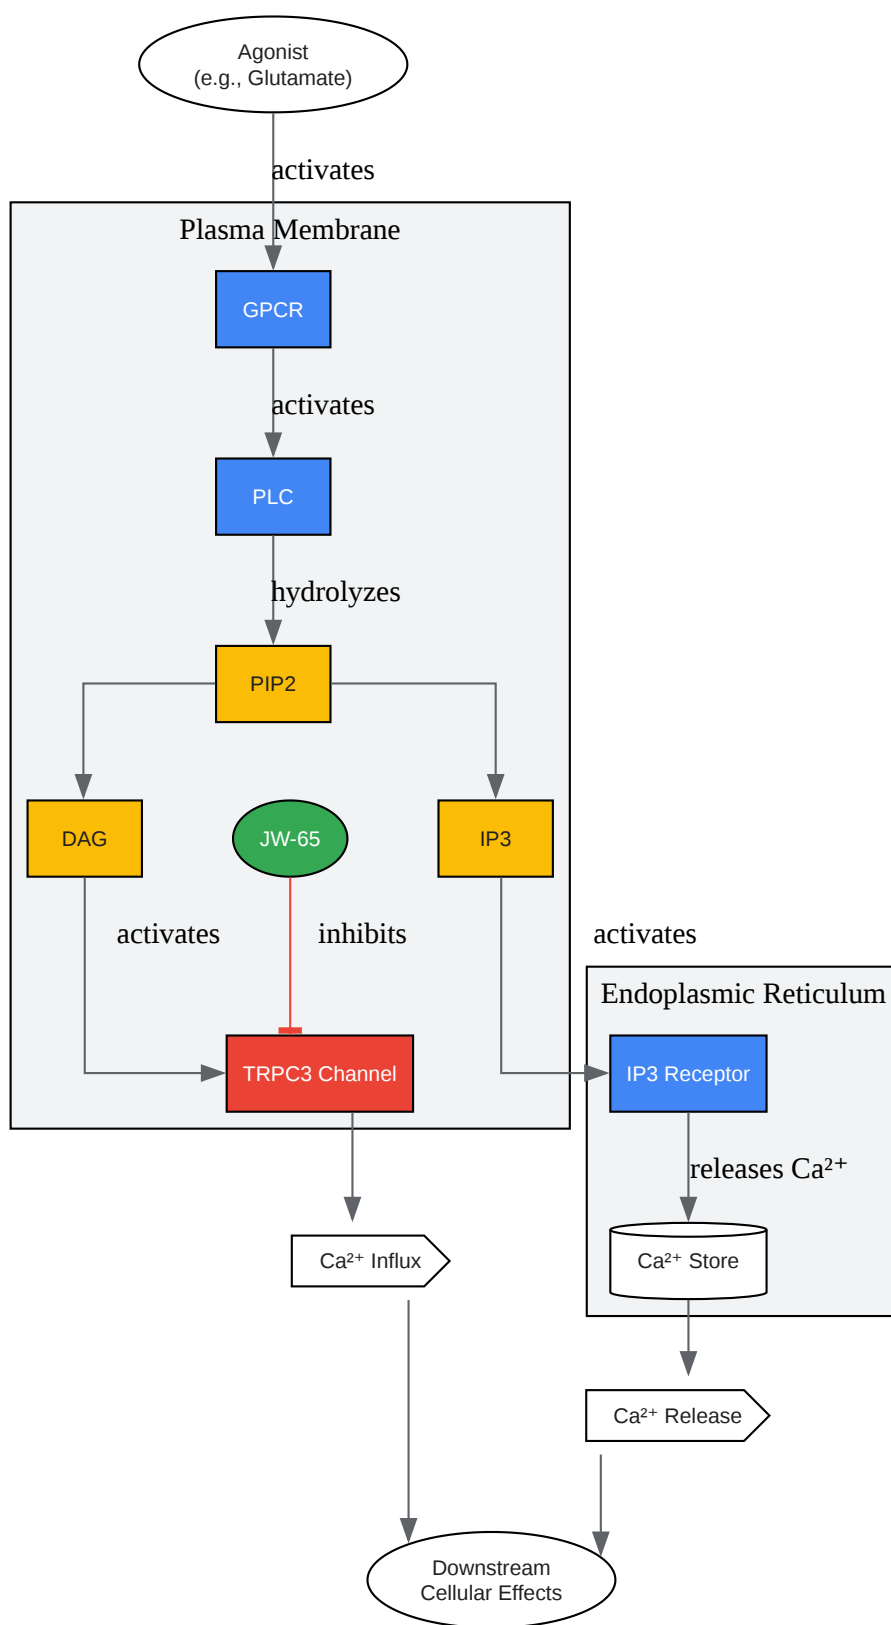 Agonist
(e.g., Glutamate)
activates
Plasma Membrane
GPCR
activates
PLC
hydrolyzes
PIP2
DAG
JW-65
IP3
activates
inhibits
activates
Endoplasmic Reticulum
TRPC3 Channel
IP3 Receptor
releases Ca²⁺
Ca²⁺ Influx
Ca²⁺ Store
Ca²⁺ Release
Downstream
Cellular Effects